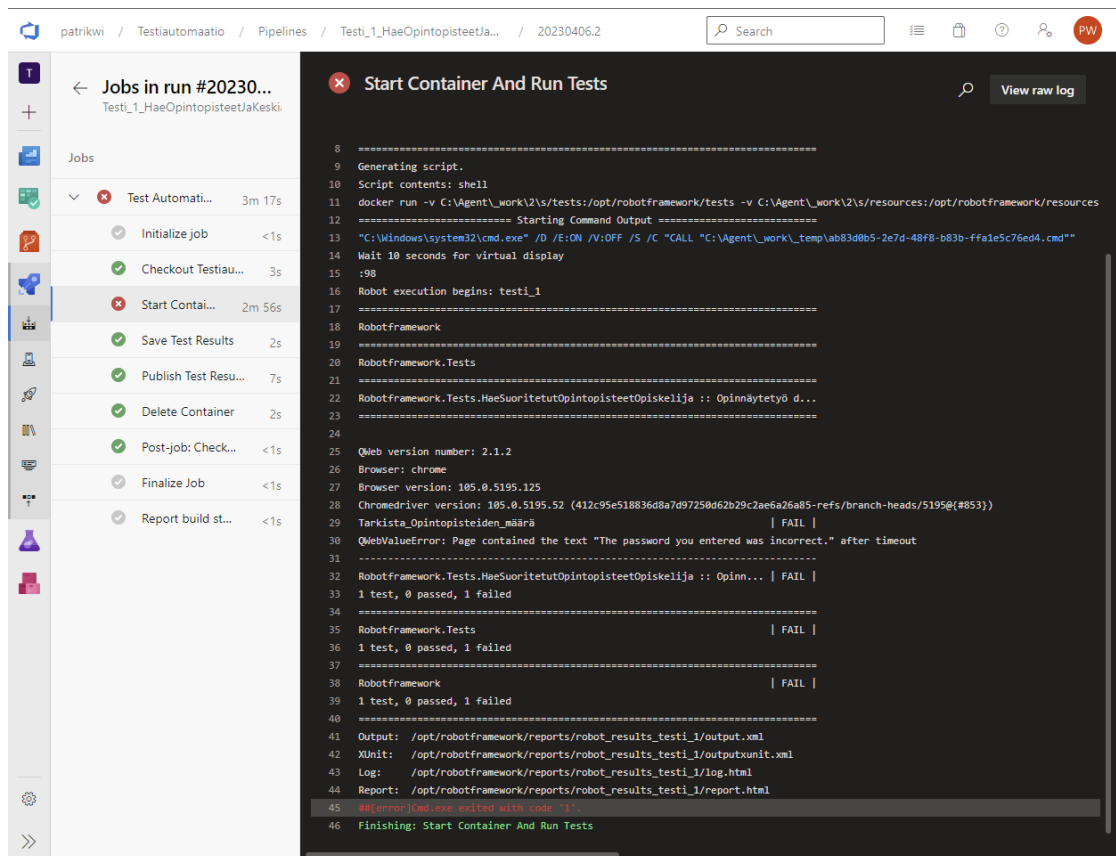 patrikwi / Testiautomaatio / Pipelines / Testi_1_HaeOpintopisteetJa... / 20230406.2
Search
PW
T
Jobs in run #20230...
Testi_1_HaeOpintopisteetJaKeski
Jobs
Test Automati... 3m 17s
Initialize job <1s
Checkout Testiau... 3s
Start Contai... 2m 56s
Save Test Results 2s
Publish Test Resu... 7s
Delete Container 2s
Post-job: Check... <1s
Finalize Job <1s
Report build st... <1s
Start Container And Run Tests
View raw log
8 ==============================================================================
9 Generating script.
10 Script contents: shell
11 docker run -v C:\Agent\_work\2\s/tests:/opt/robotframework/tests -v C:\Agent\_work\2\s/resources:/opt/robotframework/resources
12 ========================== Starting Command Output ===========================
13 "C:\Windows\system32\cmd.exe" /D /E:ON /V:OFF /S /C "CALL "C:\Agent\_work\_temp\ab83d0b5-2e7d-48f8-b83b-ffa1e5c76ed4.cmd""
14 Wait 10 seconds for virtual display
15 :98
16 Robot execution begins: testi_1
17 ==============================================================================
18 Robotframework
19 ==============================================================================
20 Robotframework.Tests
21 ==============================================================================
22 Robotframework.Tests.HaeSuoritetutOpintopisteetOpiskelija :: Opinnäytetyö d...
23 ==============================================================================
24
25 QWeb version number: 2.1.2
26 Browser: chrome
27 Browser version: 105.0.5195.125
28 Chromedriver version: 105.0.5195.52 (412c95e518836d8a7d97250d62b29c2ae6a26a85-refs/branch-heads/5195@{#853})
29 Tarkista_Opintopisteiden_määrä | FAIL |
30 QWebValueError: Page contained the text "The password you entered was incorrect." after timeout
31 ------------------------------------------------------------------------------
32 Robotframework.Tests.HaeSuoritetutOpintopisteetOpiskelija :: Opinn... | FAIL |
33 1 test, 0 passed, 1 failed
34 ==============================================================================
35 Robotframework.Tests | FAIL |
36 1 test, 0 passed, 1 failed
37 ==============================================================================
38 Robotframework | FAIL |
39 1 test, 0 passed, 1 failed
40 ==============================================================================
41 Output: /opt/robotframework/reports/robot_results_testi_1/output.xml
42 XUnit: /opt/robotframework/reports/robot_results_testi_1/outputxunit.xml
43 Log: /opt/robotframework/reports/robot_results_testi_1/log.html
44 Report: /opt/robotframework/reports/robot_results_testi_1/report.html
45 ##[error]Cmd.exe exited with code '1'.
46 Finishing: Start Container And Run Tests